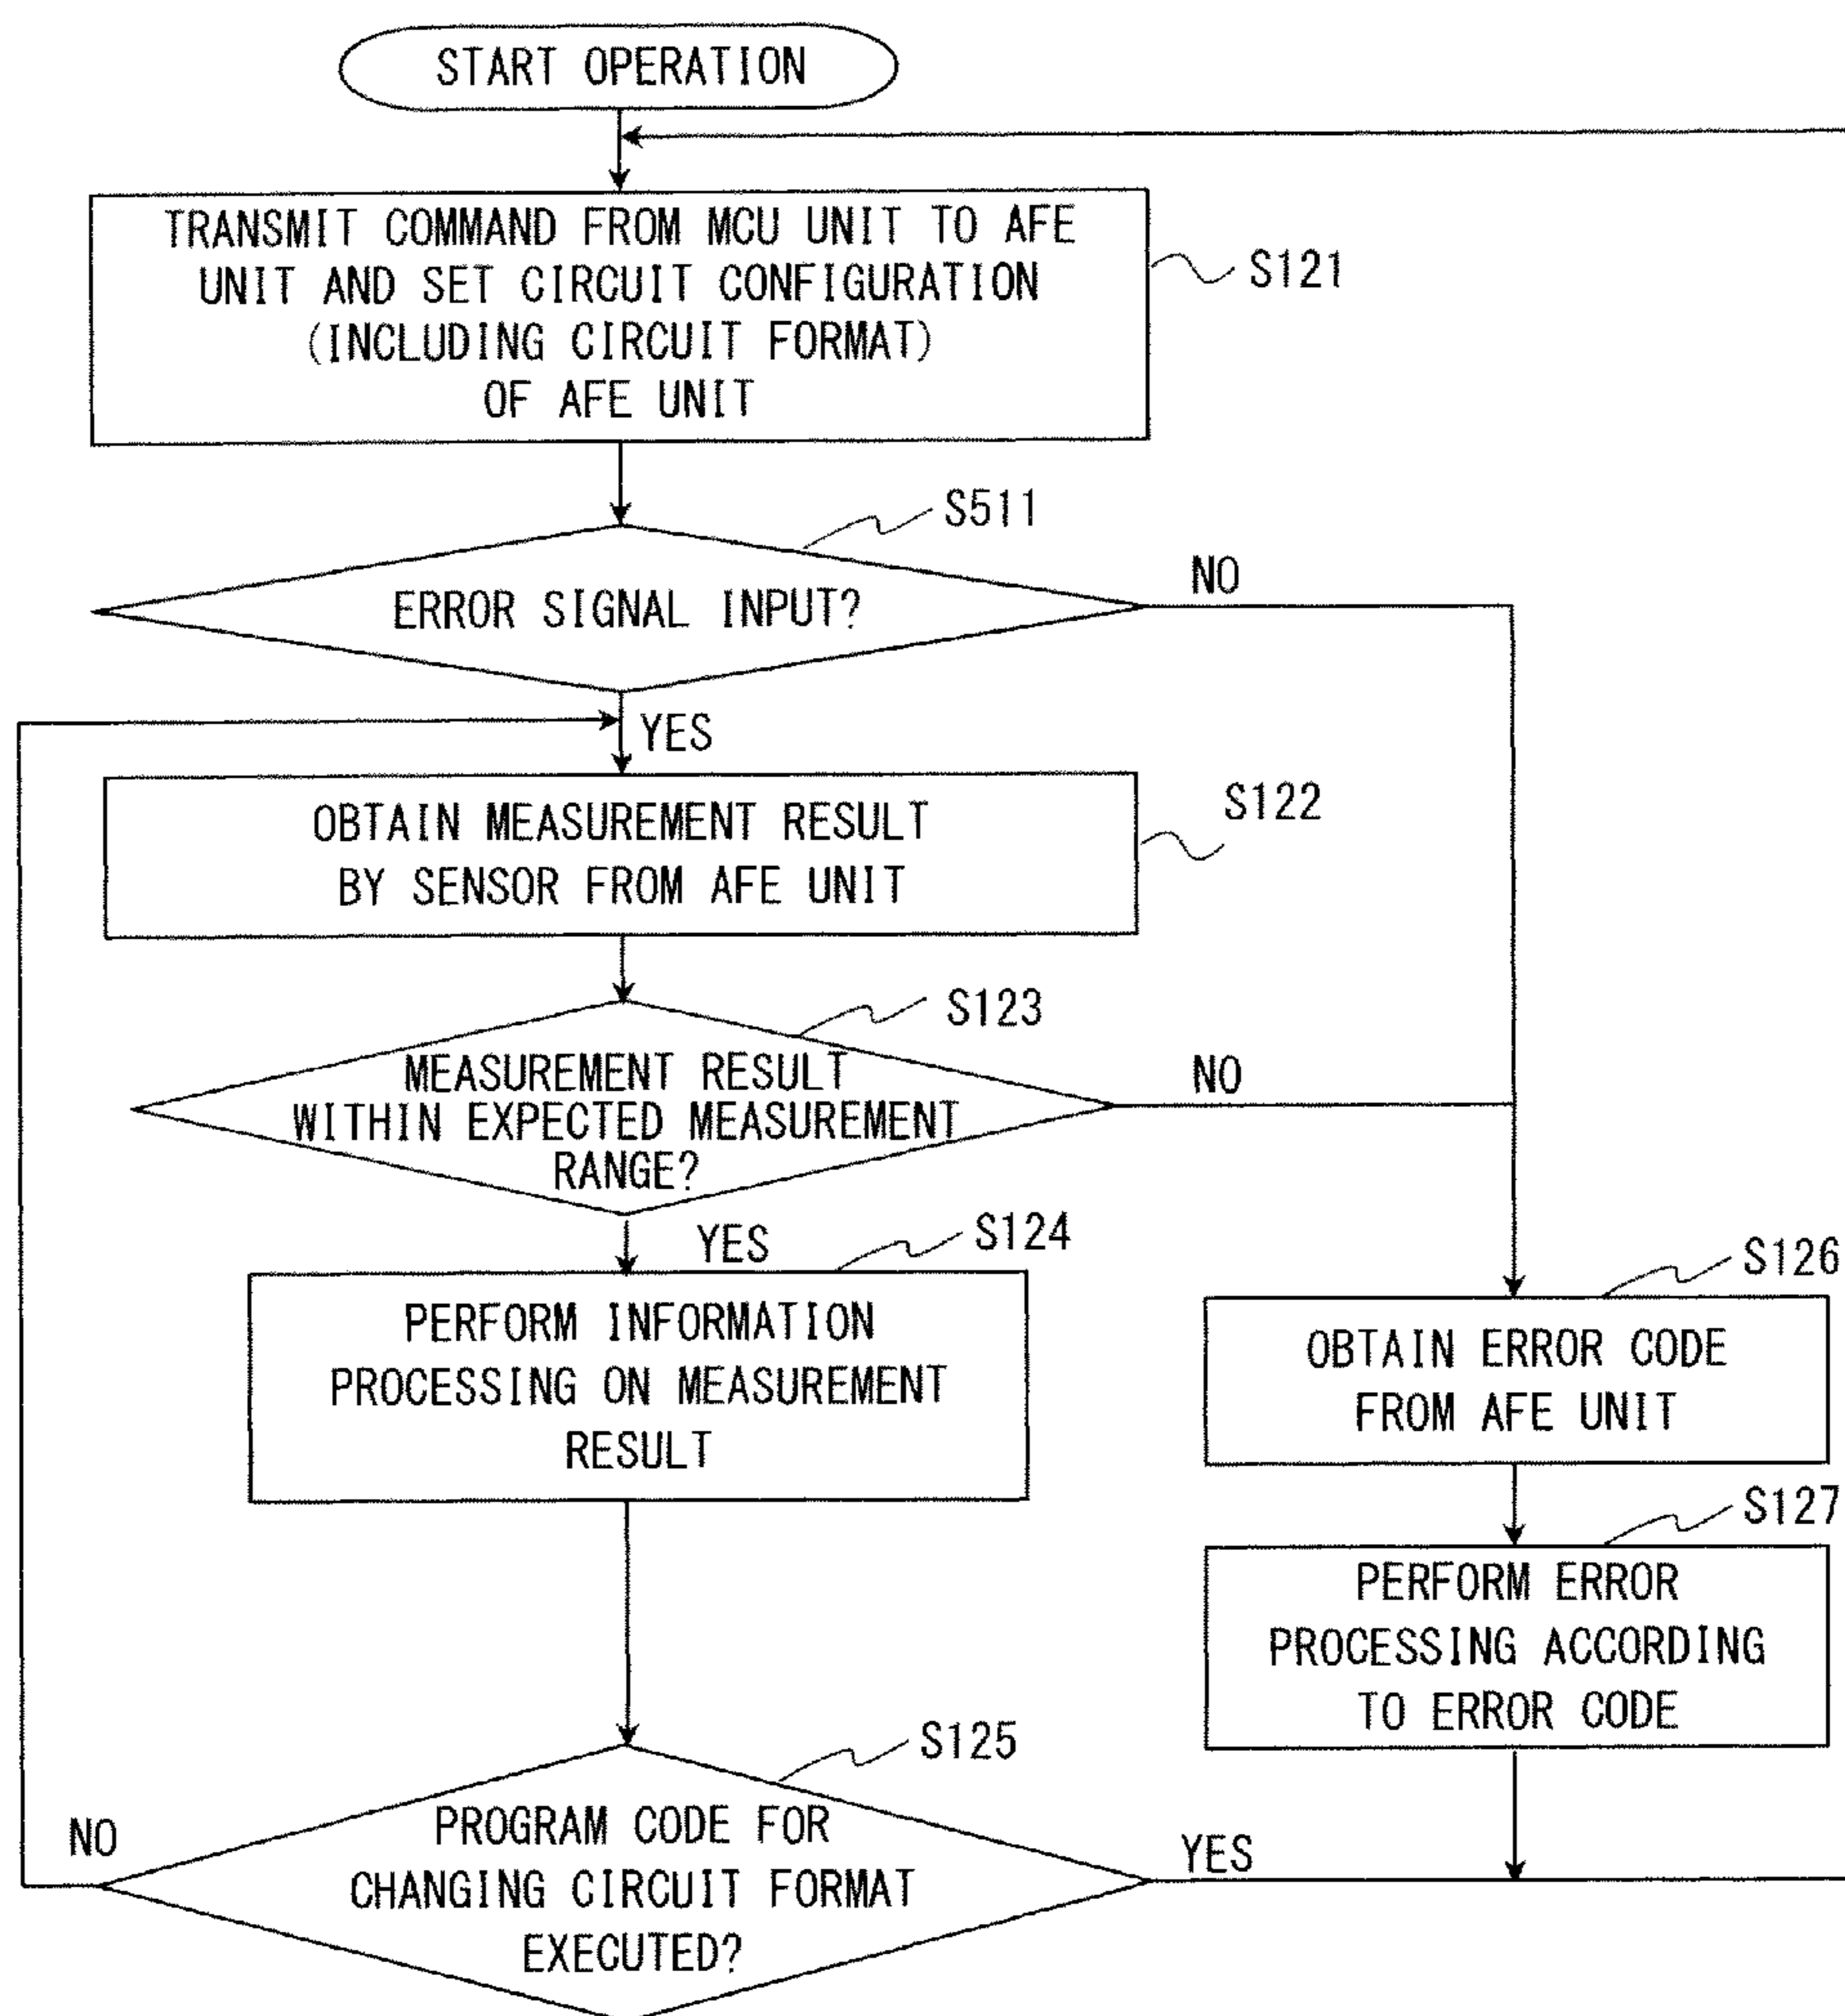 START OPERATION
TRANSMIT COMMAND FROM MCU UNIT TO AFE
UNIT AND SET CIRCUIT CONFIGURATION
(INCLUDING CIRCUIT FORMAT)
OF AFE UNIT
S121
S511
ERROR SIGNAL INPUT?
NO
YES
OBTAIN MEASUREMENT RESULT
BY SENSOR FROM AFE UNIT
S122
S123
MEASUREMENT RESULT
WITHIN EXPECTED MEASUREMENT
RANGE?
NO
YES
S124
PERFORM INFORMATION
PROCESSING ON MEASUREMENT
RESULT
S126
OBTAIN ERROR CODE
FROM AFE UNIT
S127
PERFORM ERROR
PROCESSING ACCORDING
TO ERROR CODE
S125
PROGRAM CODE FOR
CHANGING CIRCUIT FORMAT
EXECUTED?
NO
YES